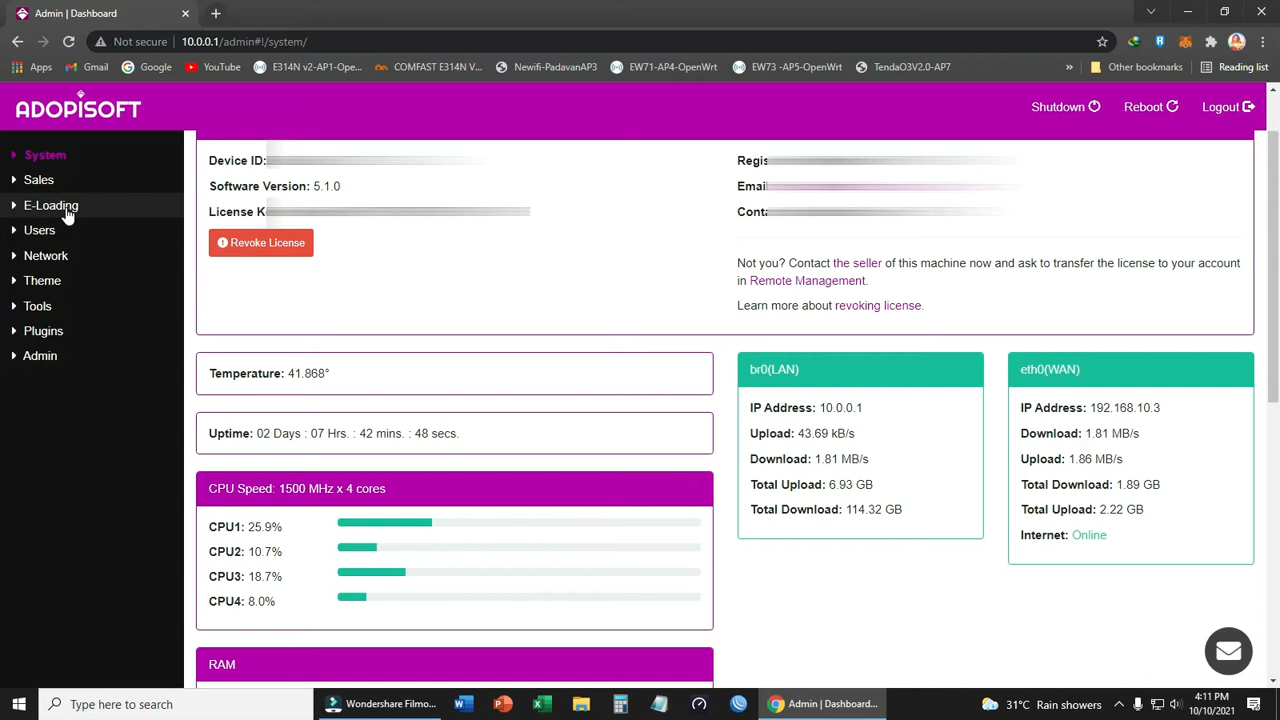 Admin | Dashboard
Not secure | 10.0.0.1/admin#!/system/
Apps Gmail Google YouTube E314N v2-AP1-Ope... COMFAST E314N V... Newifi-PadavanAP3 EW71-AP4-OpenWrt EW73 -AP5-OpenWrt TendaO3V2.0-AP7 » Other bookmarks Reading list
ADOPISOFT
Shutdown Reboot Logout
System
Sales
E-Loading
Users
Network
Theme
Tools
Plugins
Admin
Device ID:
Software Version: 5.1.0
License K
Revoke License
Regis
Emai
Conta
Not you? Contact the seller of this machine now and ask to transfer the license to your account
in Remote Management.
Learn more about revoking license.
Temperature: 41.868°
Uptime: 02 Days : 07 Hrs. : 42 mins. : 48 secs.
CPU Speed: 1500 MHz x 4 cores
CPU1: 25.9%
CPU2: 10.7%
CPU3: 18.7%
CPU4: 8.0%
RAM
br0(LAN)
IP Address: 10.0.0.1
Upload: 43.69 kB/s
Download: 1.81 MB/s
Total Upload: 6.93 GB
Total Download: 114.32 GB
eth0(WAN)
IP Address: 192.168.10.3
Download: 1.81 MB/s
Upload: 1.86 MB/s
Total Download: 1.89 GB
Total Upload: 2.22 GB
Internet: Online
Type here to search
Wondershare Filmo...
Admin | Dashboard...
31°C Rain showers
4:11 PM
10/10/2021